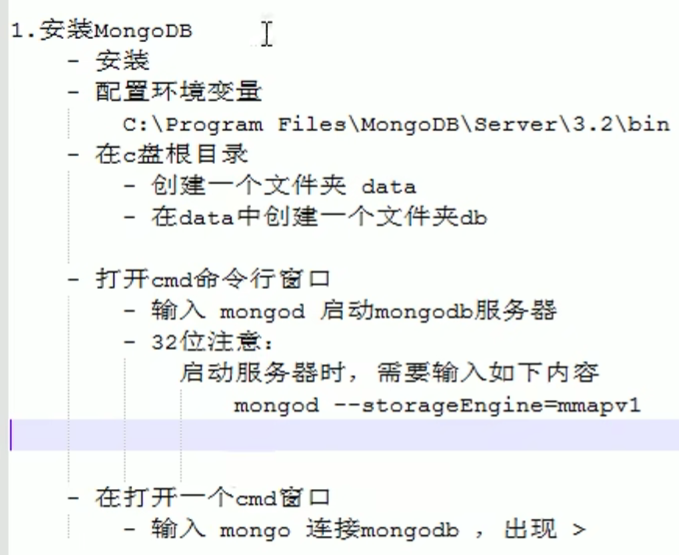 1.安装MongoDB
- 安装
- 配置环境变量
C:\Program Files\MongoDB\Server\3.2\bin
- 在c盘根目录
- 创建一个文件夹 data
- 在data中创建一个文件夹db
- 打开cmd命令行窗口
- 输入 mongod 启动mongodb服务器
- 32位注意：
启动服务器时，需要输入如下内容
mongod --storageEngine=mmapv1
- 在打开一个cmd窗口
- 输入 mongo 连接mongodb ，出现 >